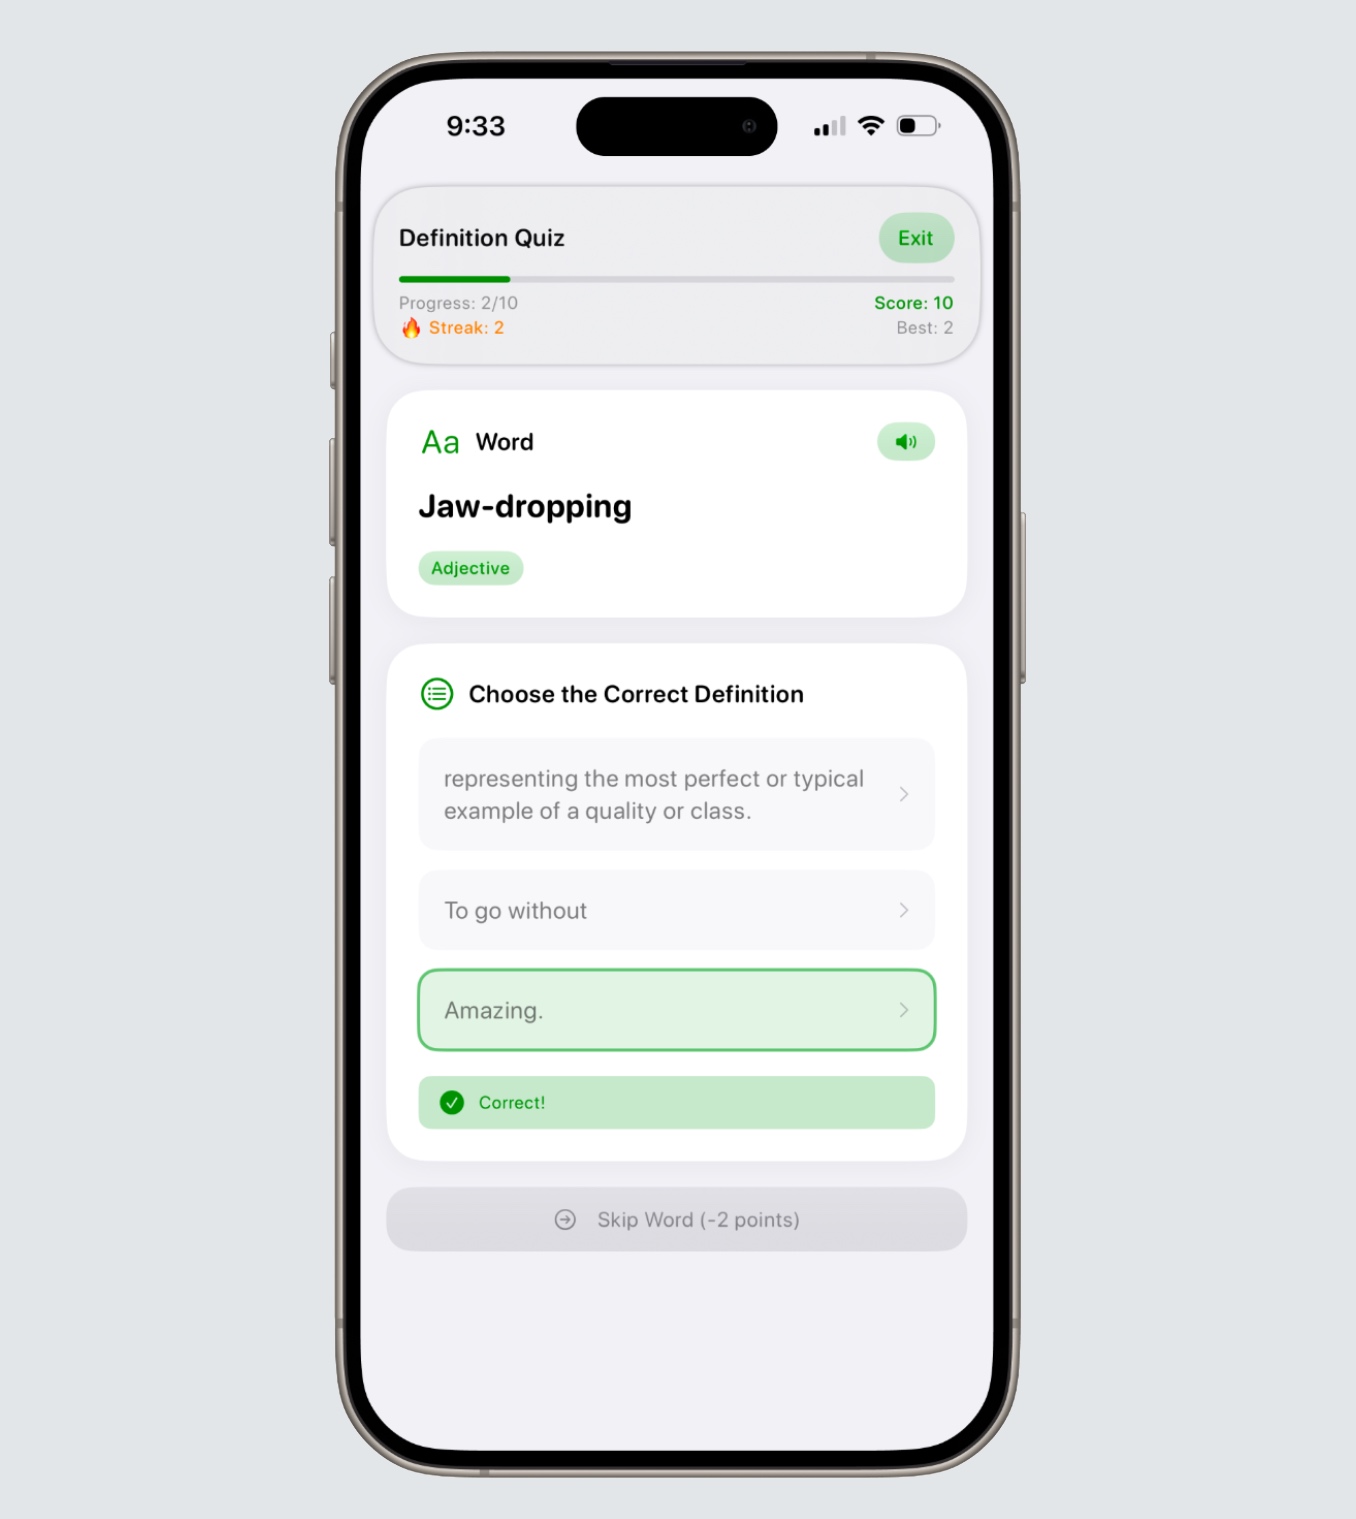 9:33
Definition Quiz
Exit
Progress: 2/10
Score: 10
🔥 Streak: 2
Best: 2
Aa Word
Jaw-dropping
Adjective
Choose the Correct Definition
representing the most perfect or typical
example of a quality or class.
To go without
Amazing.
Correct!
Skip Word (-2 points)